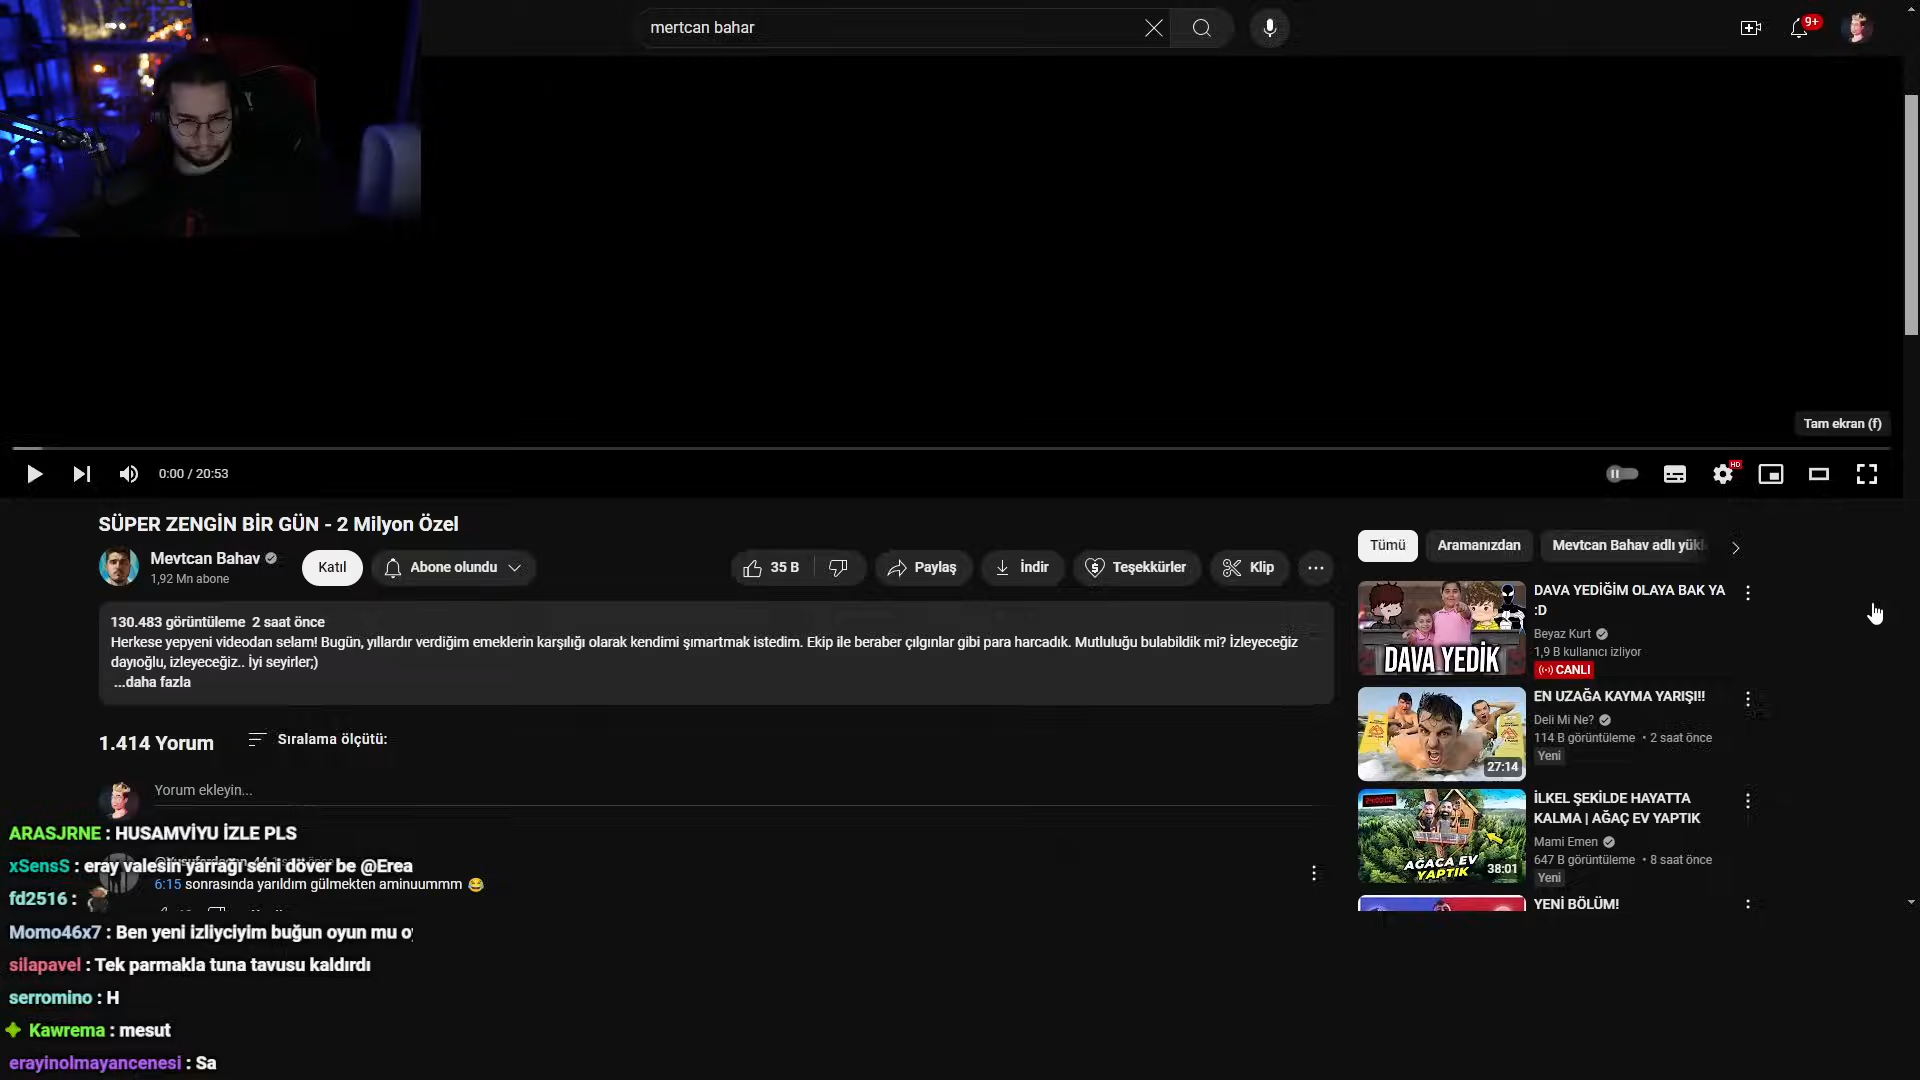 mertcan bahar
9+
Tam ekran (f)
0:00 / 20:53
HD
SÜPER ZENGİN BİR GÜN - 2 Milyon Özel
Mevtcan Bahav
1,92 Mn abone
Katıl
Abone olundu
35 B
Paylaş
İndir
Teşekkürler
Klip
130.483 görüntüleme 2 saat önce
Herkese yepyeni videodan selam! Bugün, yıllardır verdiğim emeklerin karşılığı olarak kendimi şımartmak istedim. Ekip ile beraber çılgınlar gibi para harcadık. Mutluluğu bulabildik mi? İzleyeceğiz
dayıoğlu, izleyeceğiz.. İyi seyirler;)
...daha fazla
1.414 Yorum
Sıralama ölçütü:
Yorum ekleyin...
6:15 sonrasında yarıldım gülmekten aminuummm 😂
Tümü
Aramanızdan
Mevtcan Bahav adlı yükl
DAVA YEDİK
DAVA YEDİĞİM OLAYA BAK YA
:D
Beyaz Kurt
1,9 B kullanıcı izliyor
CANLI
27:14
EN UZAĞA KAYMA YARIŞI!!
Deli Mi Ne?
114 B görüntüleme • 2 saat önce
Yeni
AĞACA EV
YAPTIK
38:01
İLKEL ŞEKİLDE HAYATTA
KALMA | AĞAÇ EV YAPTIK
Mami Emen
647 B görüntüleme • 8 saat önce
Yeni
YENİ BÖLÜM!
ARASJRNE : HUSAMVİYU İZLE PLS
xSensS : eray valesin yarrağı seni döver be @Erea
fd2516 :
Momo46x7 : Ben yeni izliyciyim buğun oyun mu oy
silapavel : Tek parmakla tuna tavusu kaldırdı
serromino : H
Kawrema : mesut
erayinolmayancenesi : Sa